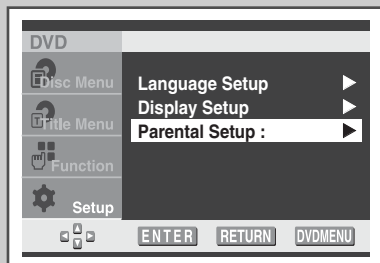 DVD
Disc Menu
Title Menu
Function
Setup
Language Setup
Display Setup
Parental Setup :
ENTER RETURN DVDMENU